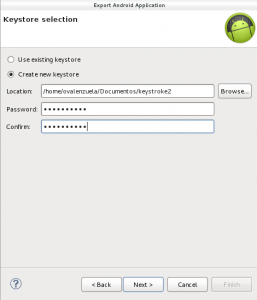 Export Android Application
Keystore selection
Use existing keystore
Create new keystore
Location: /home/ovalenzuela/Documentos/keystroke2 Browse...
Password: ••••••••••
Confirm: ••••••••••
? < Back Next > Cancel Finish